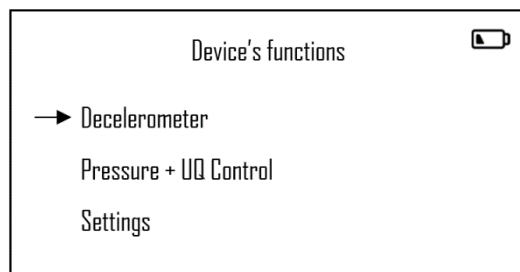 Device's functions
Decelerometer
Pressure + UQ Control
Settings